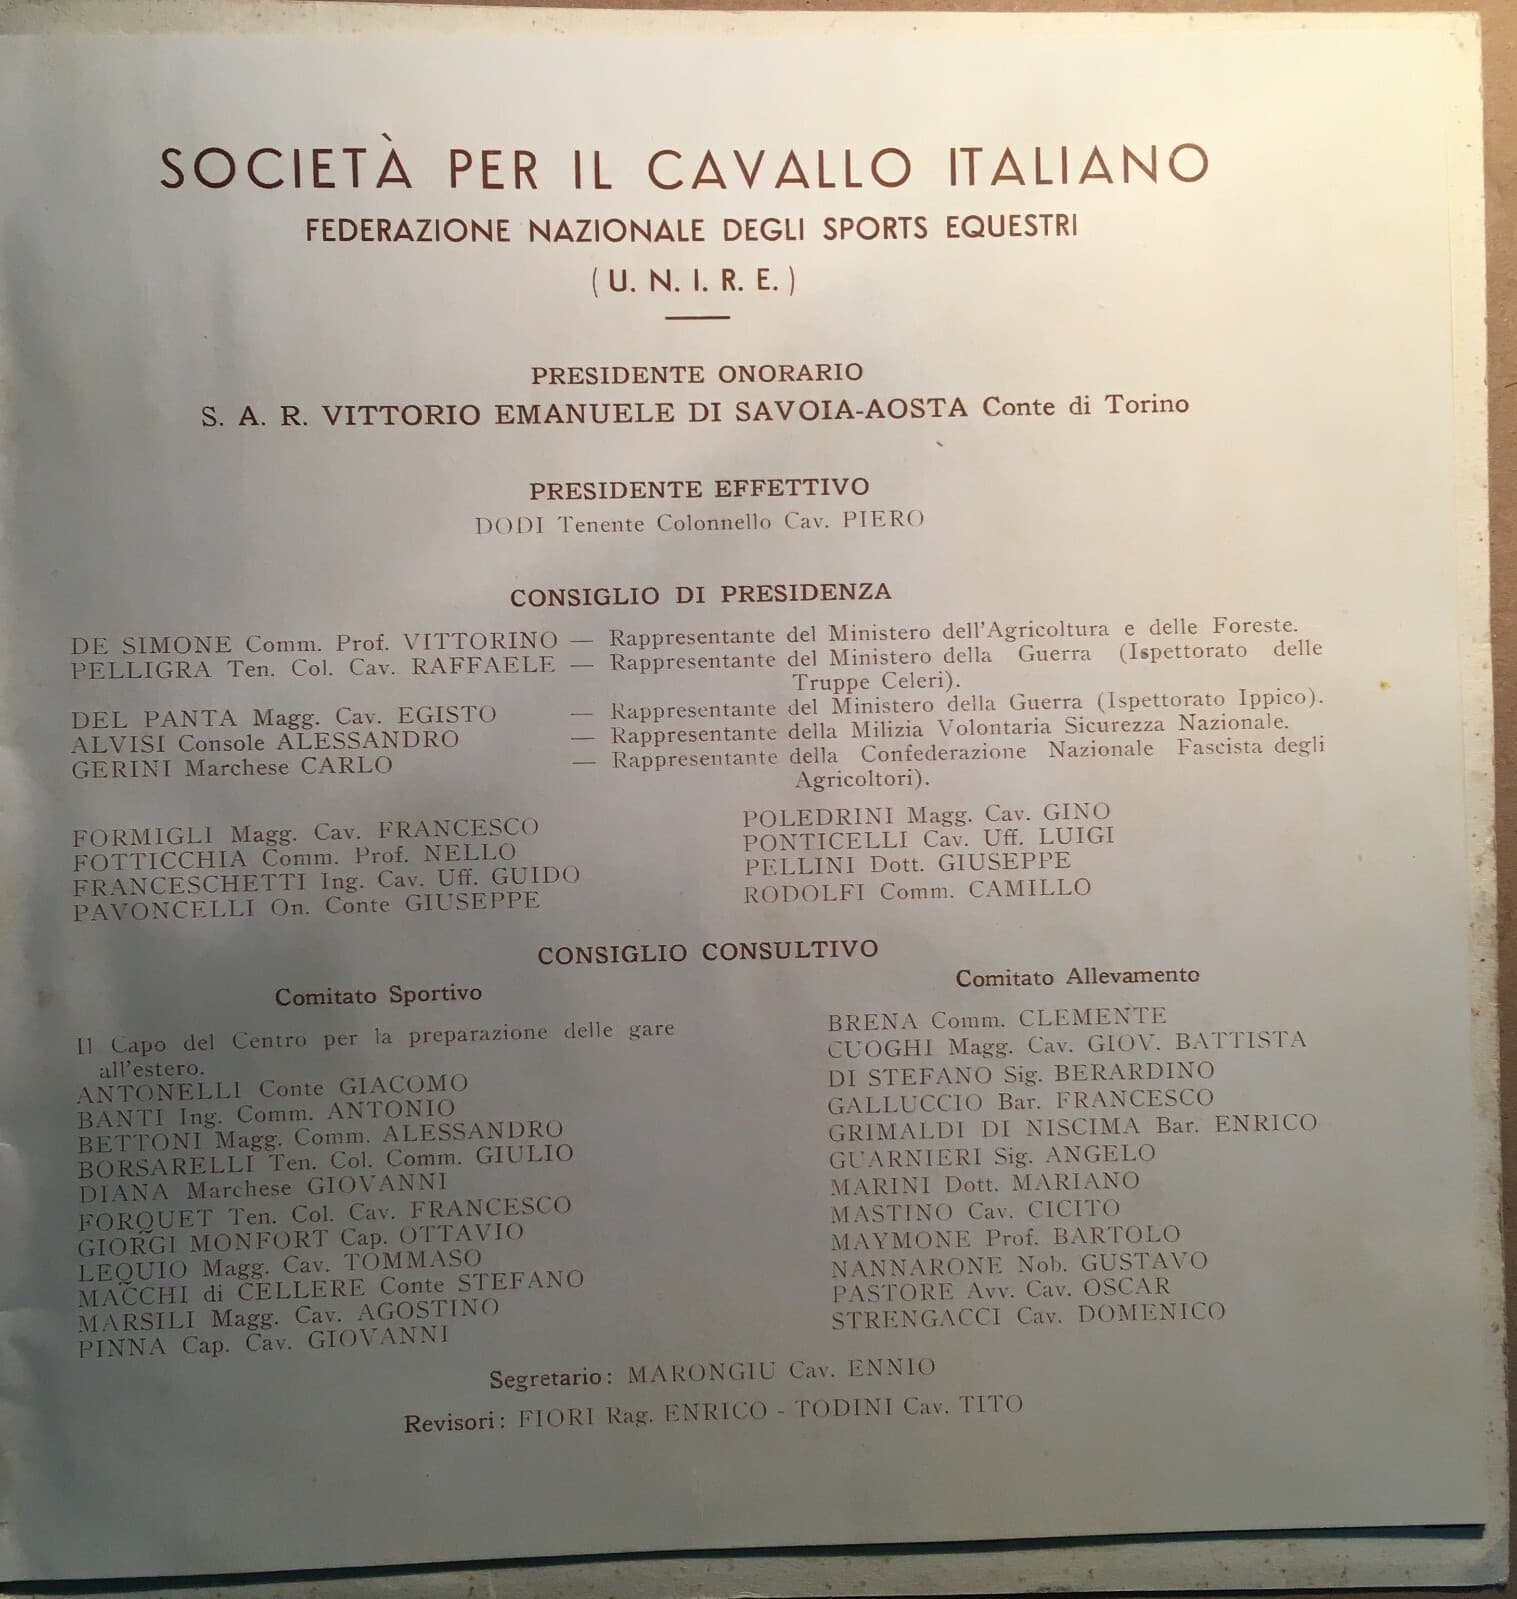 SOCIETÀ PER IL CAVALLO ITALIANO
FEDERAZIONE NAZIONALE DEGLI SPORTS EQUESTRI
(U. N. I. R. E.)
PRESIDENTE ONORARIO
S. A. R. VITTORIO EMANUELE DI SAVOIA-AOSTA Conte di Torino
PRESIDENTE EFFETTIVO
DODI Tenente Colonnello Cav. PIERO
CONSIGLIO DI PRESIDENZA
DE SIMONE Comm. Prof. VITTORINO — Rappresentante del Ministero dell'Agricoltura e delle Foreste.
PELLIGRA Ten. Col. Cav. RAFFAELE — Rappresentante del Ministero della Guerra (Ispettorato delle
Truppe Celeri).
DEL PANTA Magg. Cav. EGISTO — Rappresentante del Ministero della Guerra (Ispettorato Ippico).
ALVISI Console ALESSANDRO — Rappresentante della Milizia Volontaria Sicurezza Nazionale.
GERINI Marchese CARLO — Rappresentante della Confederazione Nazionale Fascista degli
Agricoltori).
FORMIGLI Magg. Cav. FRANCESCO
FOTTICCHIA Comm. Prof. NELLO
FRANCESCHETTI Ing. Cav. Uff. GUIDO
PAVONCELLI On. Conte GIUSEPPE
POLEDRINI Magg. Cav. GINO
PONTICELLI Cav. Uff. LUIGI
PELLINI Dott. GIUSEPPE
RODOLFI Comm. CAMILLO
CONSIGLIO CONSULTIVO
Comitato Sportivo
Il Capo del Centro per la preparazione delle gare
all'estero.
ANTONELLI Conte GIACOMO
BANTI Ing. Comm. ANTONIO
BETTONI Magg. Comm. ALESSANDRO
BORSARELLI Ten. Col. Comm. GIULIO
DIANA Marchese GIOVANNI
FORQUET Ten. Col. Cav. FRANCESCO
GIORGI MONFORT Cap. OTTAVIO
LEQUIO Magg. Cav. TOMMASO
MACCHI di CELLERE Conte STEFANO
MARSILI Magg. Cav. AGOSTINO
PINNA Cap. Cav. GIOVANNI
Comitato Allevamento
BRENA Comm. CLEMENTE
CUOGHI Magg. Cav. GIOV. BATTISTA
DI STEFANO Sig. BERARDINO
GALLUCCIO Bar. FRANCESCO
GRIMALDI DI NISCIMA Bar. ENRICO
GUARNIERI Sig. ANGELO
MARINI Dott. MARIANO
MASTINO Cav. CICITO
MAYMONE Prof. BARTOLO
NANNARONE Nob. GUSTAVO
PASTORE Avv. Cav. OSCAR
STRENGACCI Cav. DOMENICO
Segretario: MARONGIU Cav. ENNIO
Revisori: FIORI Rag. ENRICO - TODINI Cav. TITO